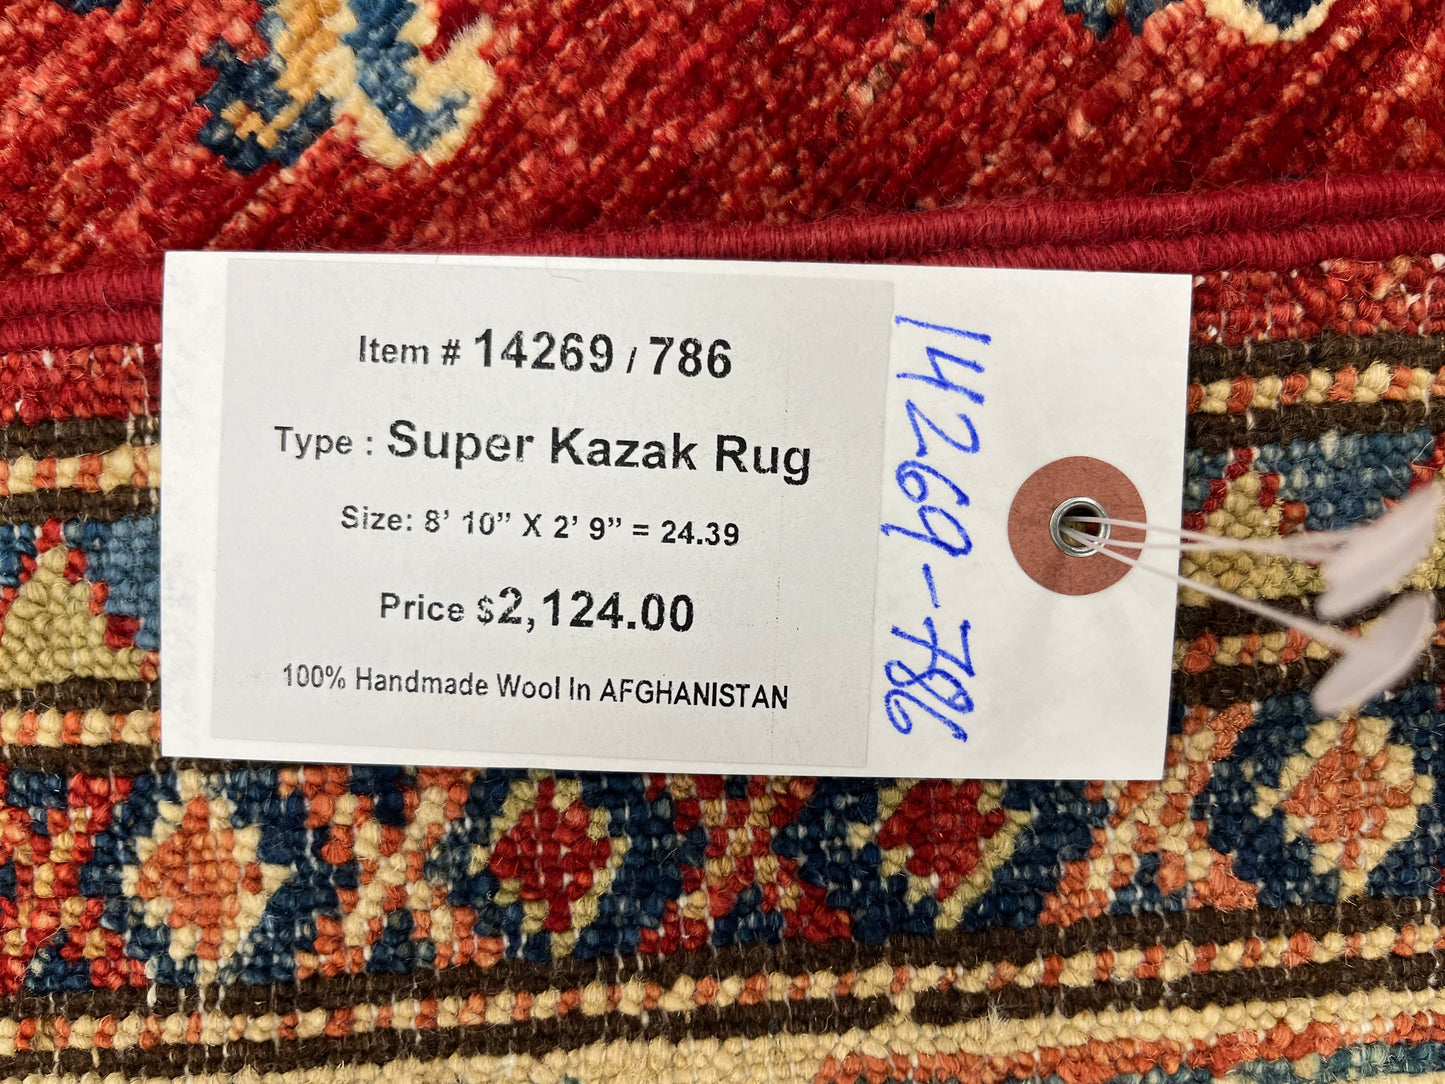 Item # 14269 / 786
Type : Super Kazak Rug
Size: 8’ 10” X 2’ 9” = 24.39
Price $2,124.00
100% Handmade Wool In AFGHANISTAN
14269-786